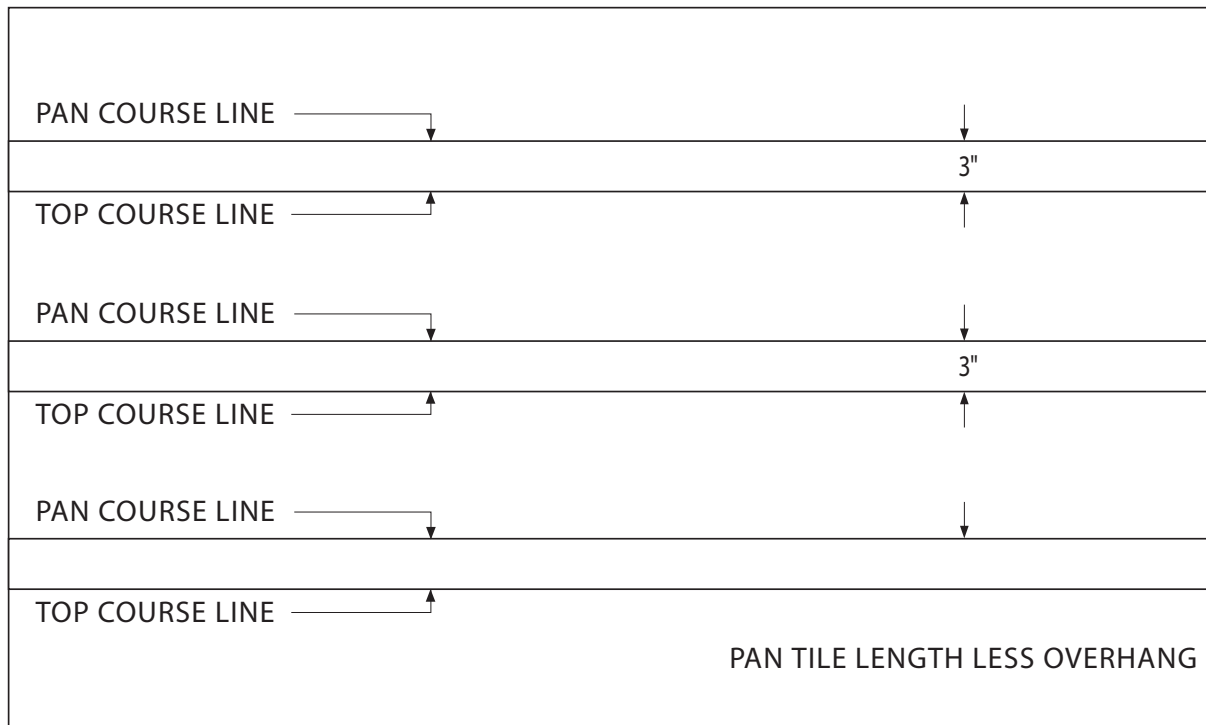 PAN COURSE LINE
3"
TOP COURSE LINE
PAN COURSE LINE
3"
TOP COURSE LINE
PAN COURSE LINE
TOP COURSE LINE
PAN TILE LENGTH LESS OVERHANG